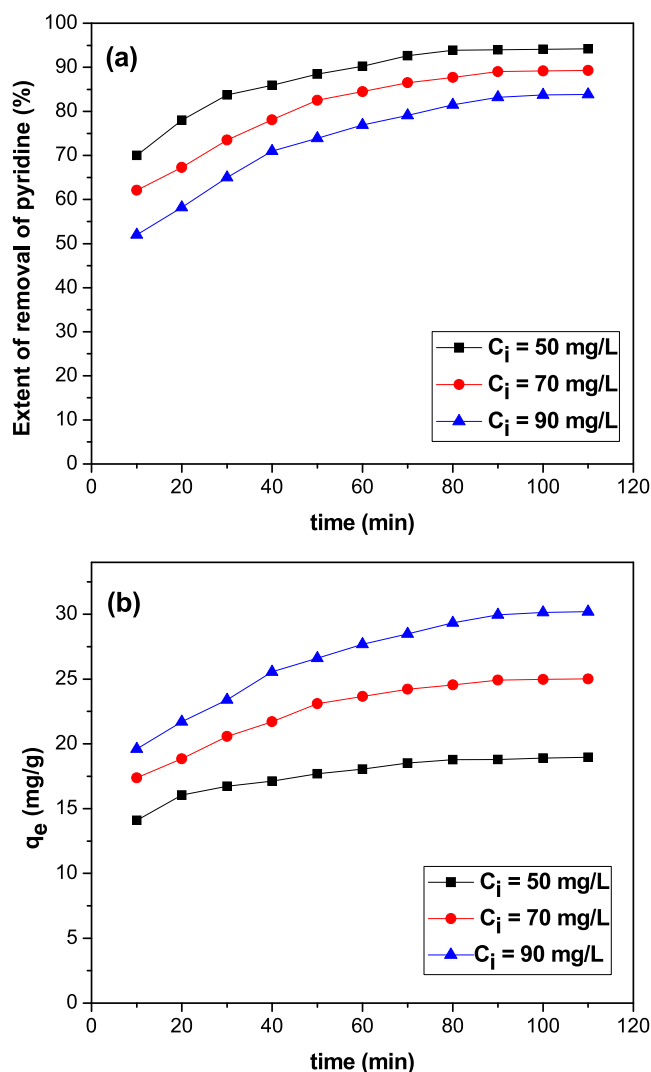 100
90
80
70
60
50
40
30
20
10
0
Extent of removal of pyridine (%)
(a)
C_i = 50 mg/L
C_i = 70 mg/L
C_i = 90 mg/L
0 20 40 60 80 100 120
time (min)
30
25
20
15
10
5
0
q_e (mg/g)
(b)
C_i = 50 mg/L
C_i = 70 mg/L
C_i = 90 mg/L
0 20 40 60 80 100 120
time (min)